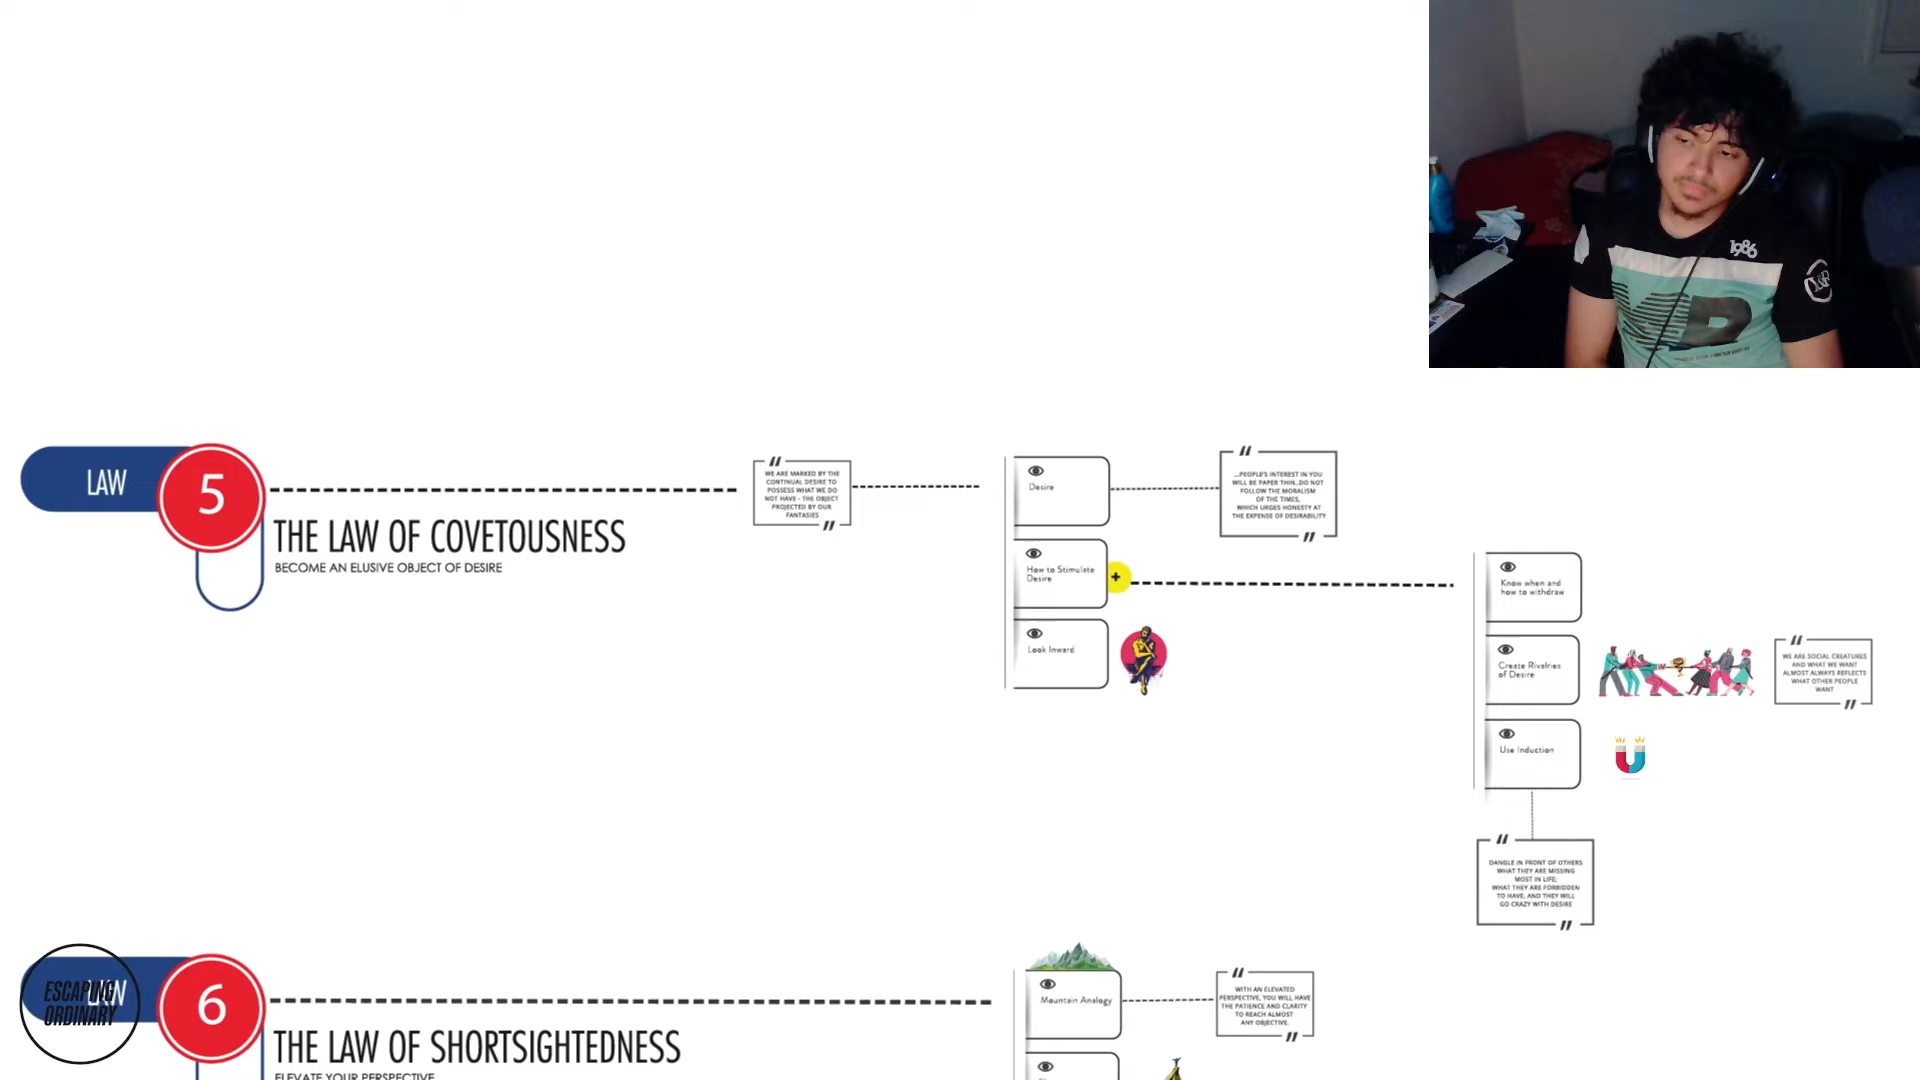 1986
LAW
5
THE LAW OF COVETOUSNESS
BECOME AN ELUSIVE OBJECT OF DESIRE
WE ARE MARKED BY THE
CONTINUAL DESIRE TO
POSSESS WHAT WE DO
NOT HAVE - THE OBJECT
PROJECTED BY OUR
FANTASIES
Desire
...PEOPLE'S INTEREST IN YOU
WILL BE PAPER THIN...DO NOT
FOLLOW THE MORALISM
OF THE TIMES,
WHICH URGES HONESTY AT
THE EXPENSE OF DESIRABILITY
How to Stimulate
Desire
+
Look Inward
Know when and
how to withdraw
Create Rivalries
of Desire
WE ARE SOCIAL CREATURES
AND WHAT WE WANT
ALMOST ALWAYS REFLECTS
WHAT OTHER PEOPLE
WANT
Use Induction
DANGLE IN FRONT OF OTHERS
WHAT THEY ARE MISSING
MOST IN LIFE;
WHAT THEY ARE FORBIDDEN
TO HAVE, AND THEY WILL
GO CRAZY WITH DESIRE
LAW
ESCAPING
ORDINARY
6
THE LAW OF SHORTSIGHTEDNESS
ELEVATE YOUR PERSPECTIVE
Mountain Analogy
WITH AN ELEVATED
PERSPECTIVE, YOU WILL HAVE
THE PATIENCE AND CLARITY
TO REACH ALMOST
ANY OBJECTIVE.